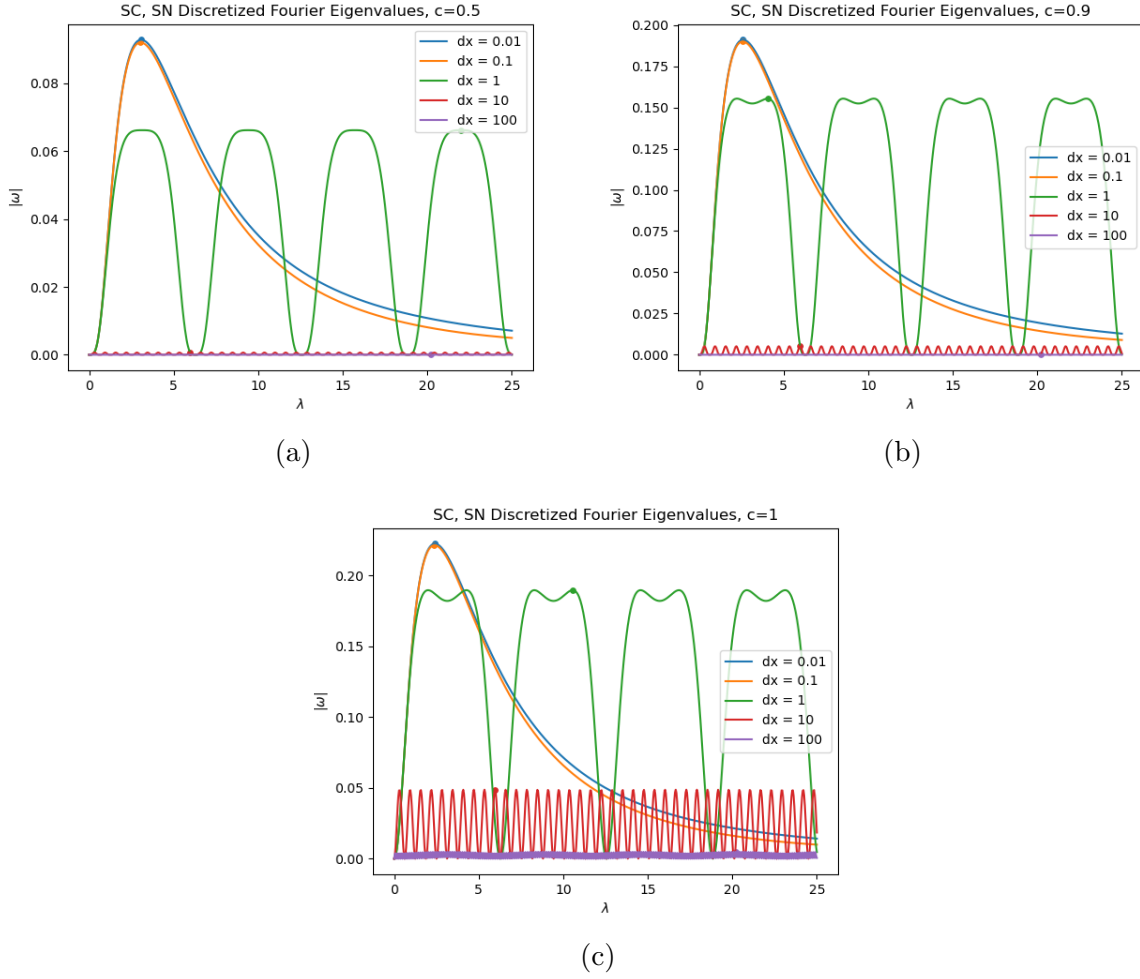 SC, SN Discretized Fourier Eigenvalues, c=0.5
|ω|
0.08
0.06
0.04
0.02
0.00
dx = 0.01
dx = 0.1
dx = 1
dx = 10
dx = 100
0 5 10 15 20 25
λ
(a)
SC, SN Discretized Fourier Eigenvalues, c=0.9
|ω|
0.200
0.175
0.150
0.125
0.100
0.075
0.050
0.025
0.000
dx = 0.01
dx = 0.1
dx = 1
dx = 10
dx = 100
0 5 10 15 20 25
λ
(b)
SC, SN Discretized Fourier Eigenvalues, c=1
|ω|
0.20
0.15
0.10
0.05
0.00
dx = 0.01
dx = 0.1
dx = 1
dx = 10
dx = 100
0 5 10 15 20 25
λ
(c)